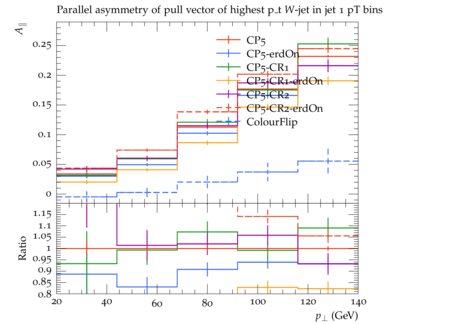 Parallel asymmetry of pull vector of highest p_t W-jet in jet 1 pT bins
A∥
0.25
0.2
0.15
0.1
0.05
0
CP5
CP5-erdOn
CP5-CR1
CP5-CR1-erdOn
CP5-CR2
CP5-CR2-erdOn
ColourFlip
Ratio
1.15
1.1
1.05
1.0
0.95
0.9
0.85
0.8
20 40 60 80 100 120 140
p⊥ (GeV)